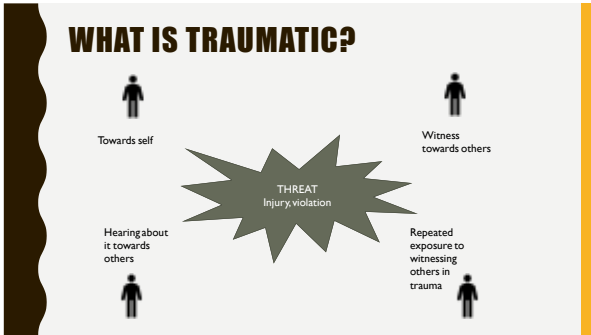 WHAT IS TRAUMATIC?
Towards self
Witness
towards others
THREAT
Injury, violation
Hearing about
it towards
others
Repeated
exposure to
witnessing
others in
trauma